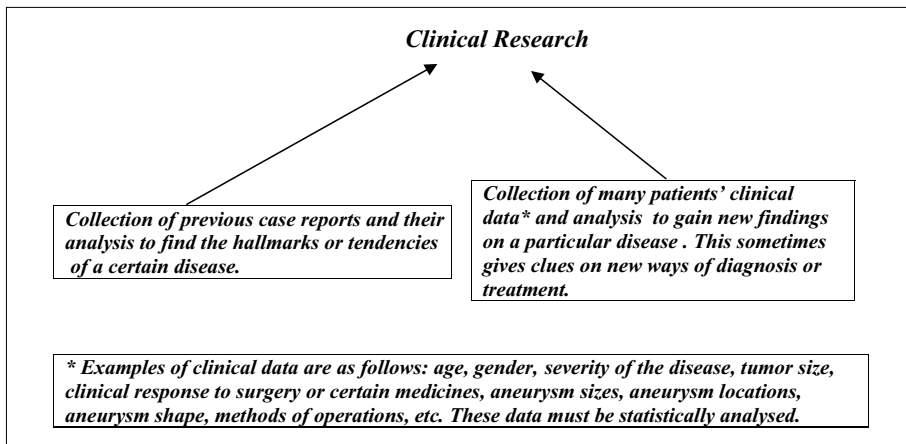 Clinical Research
Collection of previous case reports and their
analysis to find the hallmarks or tendencies
of a certain disease.
Collection of many patients’ clinical
data* and analysis to gain new findings
on a particular disease . This sometimes
gives clues on new ways of diagnosis or
treatment.
* Examples of clinical data are as follows: age, gender, severity of the disease, tumor size,
clinical response to surgery or certain medicines, aneurysm sizes, aneurysm locations,
aneurysm shape, methods of operations, etc. These data must be statistically analysed.